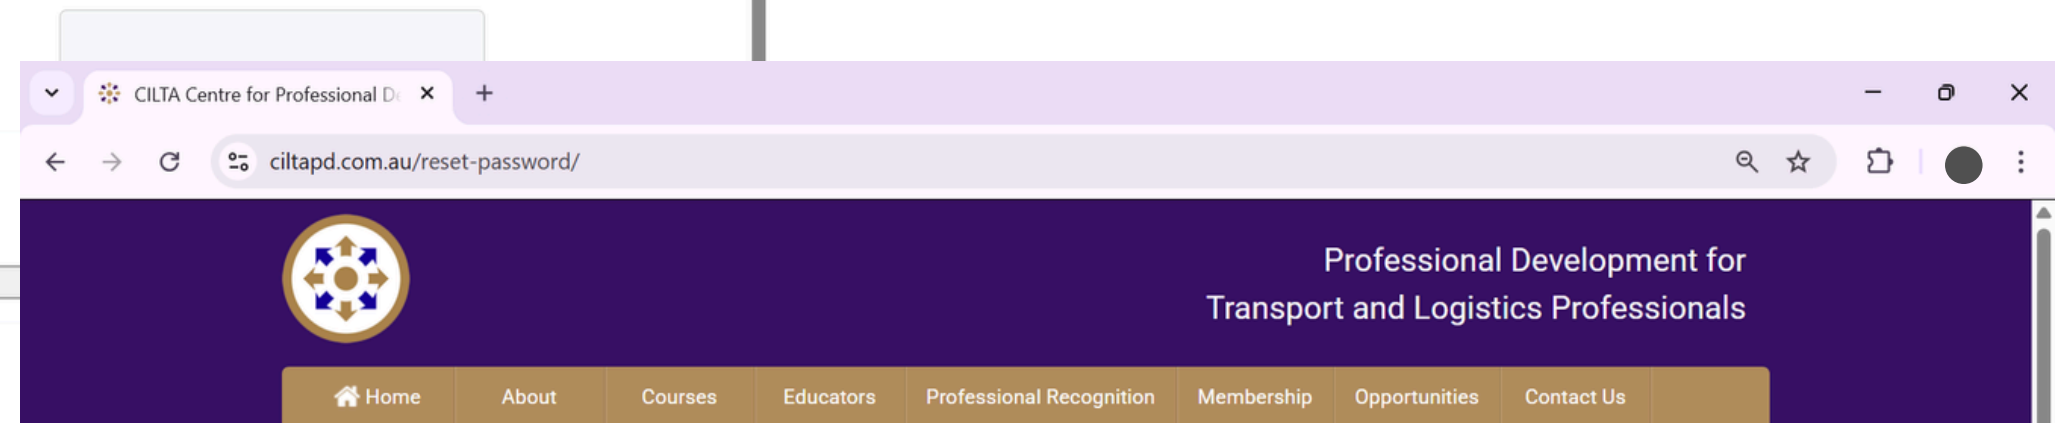 CILTA Centre for Professional D
ciltapd.com.au/reset-password/
Professional Development for
Transport and Logistics Professionals
Home About Courses Educators Professional Recognition Membership Opportunities Contact Us